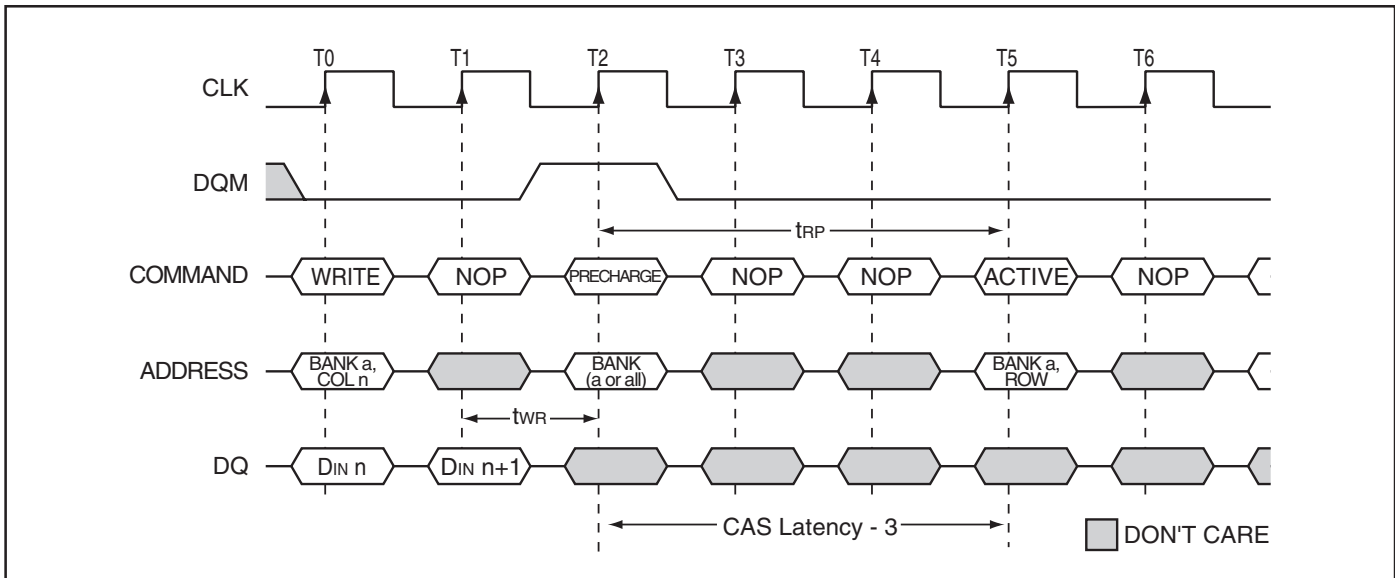 T0 T1 T2 T3 T4 T5 T6
CLK
DQM
tRP
COMMAND WRITE NOP PRECHARGE NOP NOP ACTIVE NOP
ADDRESS BANK a, COL n BANK (a or all) BANK a, ROW
tWR
DQ DIN n DIN n+1
CAS Latency - 3
DON'T CARE